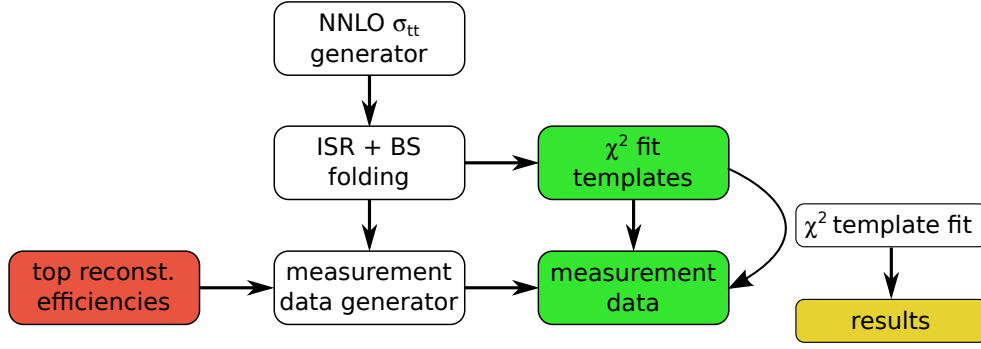 NNLO σtt
generator
ISR + BS
folding
χ² fit
templates
χ² template fit
top reconst.
efficiencies
measurement
data generator
measurement
data
results